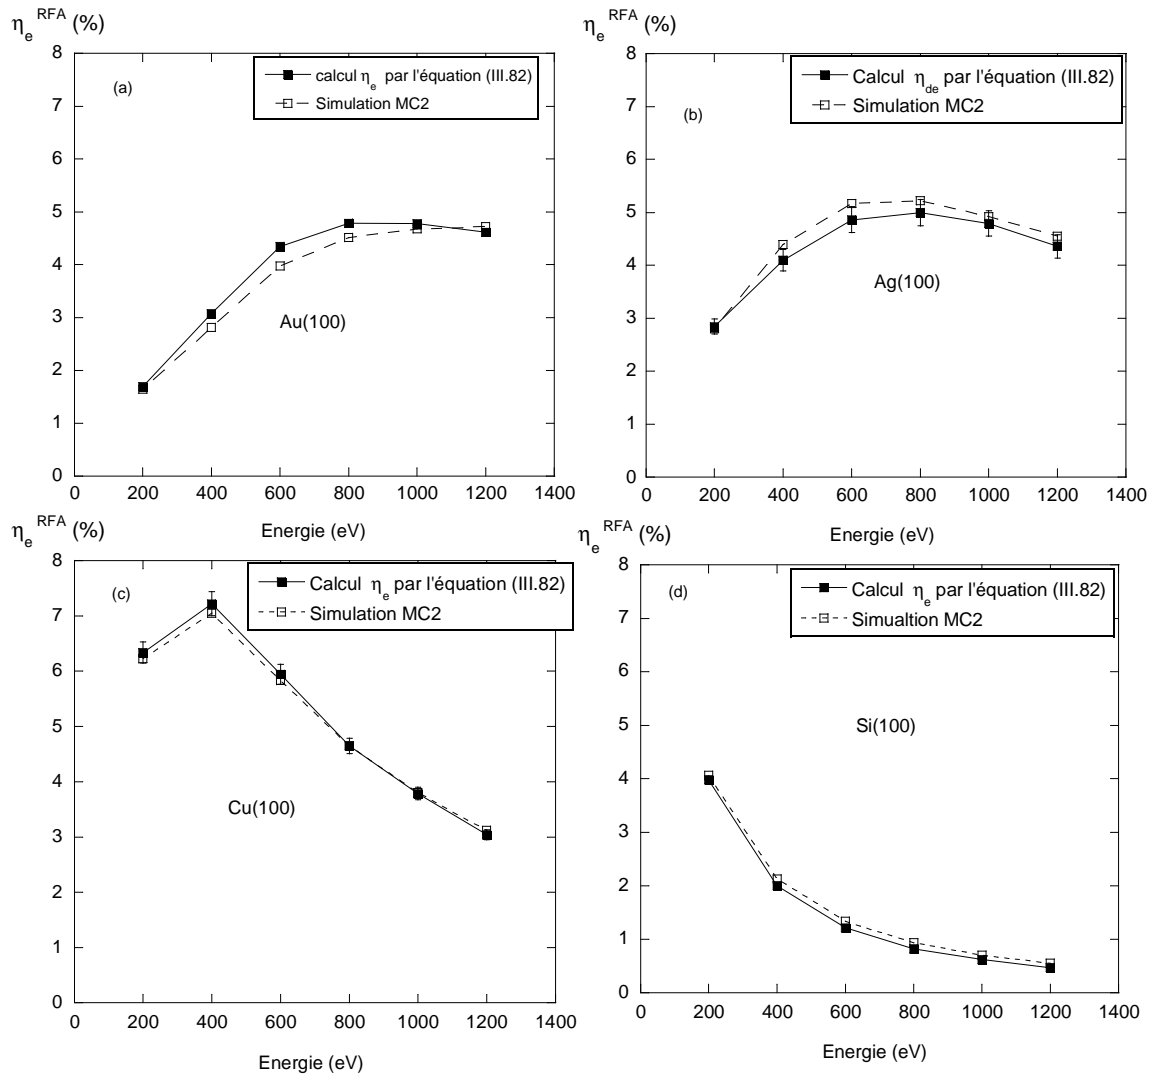 η_e^RFA (%)
8
7
6
5
4
3
2
1
0
(a)
calcul η_e par l'équation (III.82)
Simulation MC2
Au(100)
0 200 400 600 800 1000 1200 1400
Energie (eV)
η_e^RFA (%)
8
7
6
5
4
3
2
1
0
(b)
Calcul η_de par l'équation (III.82)
Simulation MC2
Ag(100)
0 200 400 600 800 1000 1200 1400
Energie (eV)
η_e^RFA (%)
8
7
6
5
4
3
2
1
0
(c)
Calcul η_e par l'équation (III.82)
Simulation MC2
Cu(100)
0 200 400 600 800 1000 1200 1400
Energie (eV)
η_e^RFA (%)
8
7
6
5
4
3
2
1
0
(d)
Calcul η_e par l'équation (III.82)
Simualtion MC2
Si(100)
0 200 400 600 800 1000 1200 1400
Energie (eV)